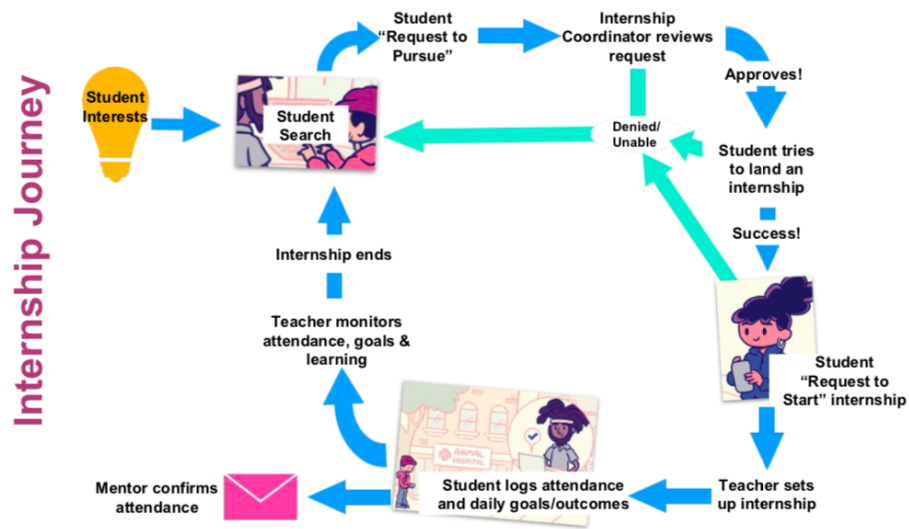 Internship Journey
Student
Interests
Student
Search
Student
“Request to
Pursue”
Internship
Coordinator reviews
request
Approves!
Denied/
Unable
Student tries
to land an
internship
Success!
Student
“Request to
Start” internship
Teacher sets
up internship
ANIMAL
HOSPITAL
Student logs attendance
and daily goals/outcomes
Mentor confirms
attendance
Teacher monitors
attendance, goals &
learning
Internship ends